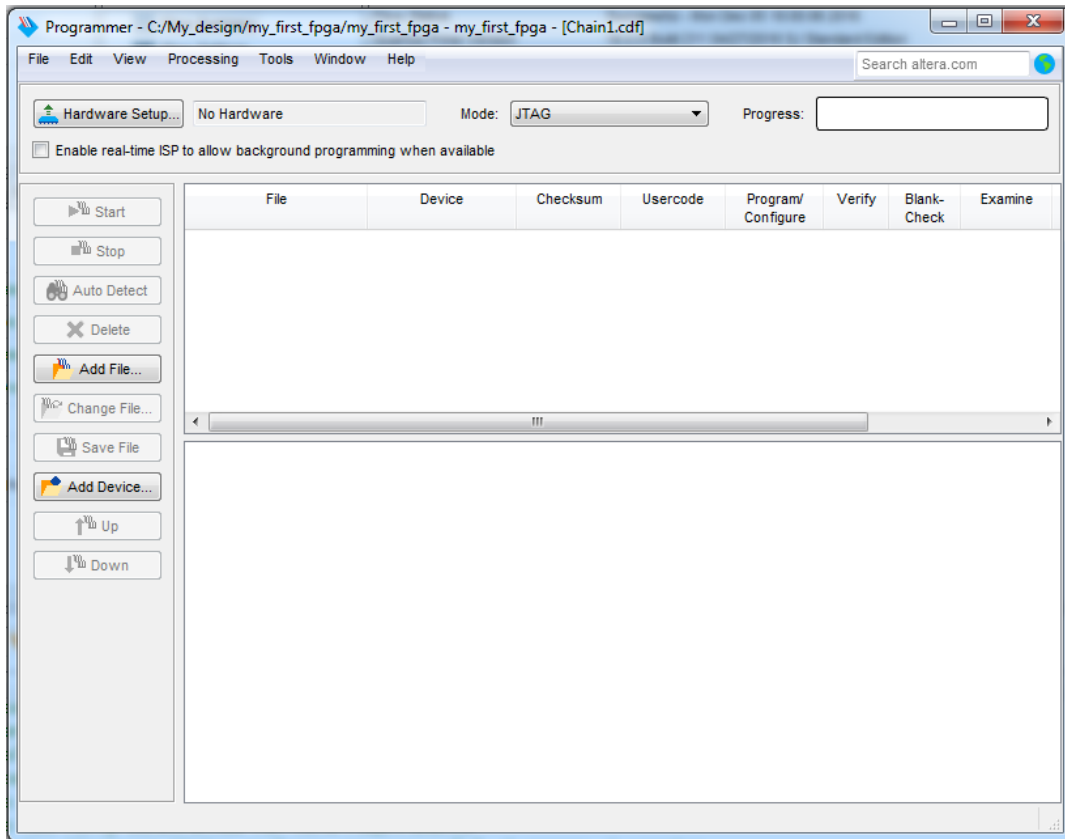 Programmer - C:/My_design/my_first_fpga/my_first_fpga - my_first_fpga - [Chain1.cdf]
File Edit View Processing Tools Window Help
Search altera.com
Hardware Setup... No Hardware Mode: JTAG Progress:
Enable real-time ISP to allow background programming when available
File Device Checksum Usercode Program/ Verify Blank- Examine
Configure Check
Start
Stop
Auto Detect
Delete
Add File...
Change File...
Save File
Add Device...
Up
Down